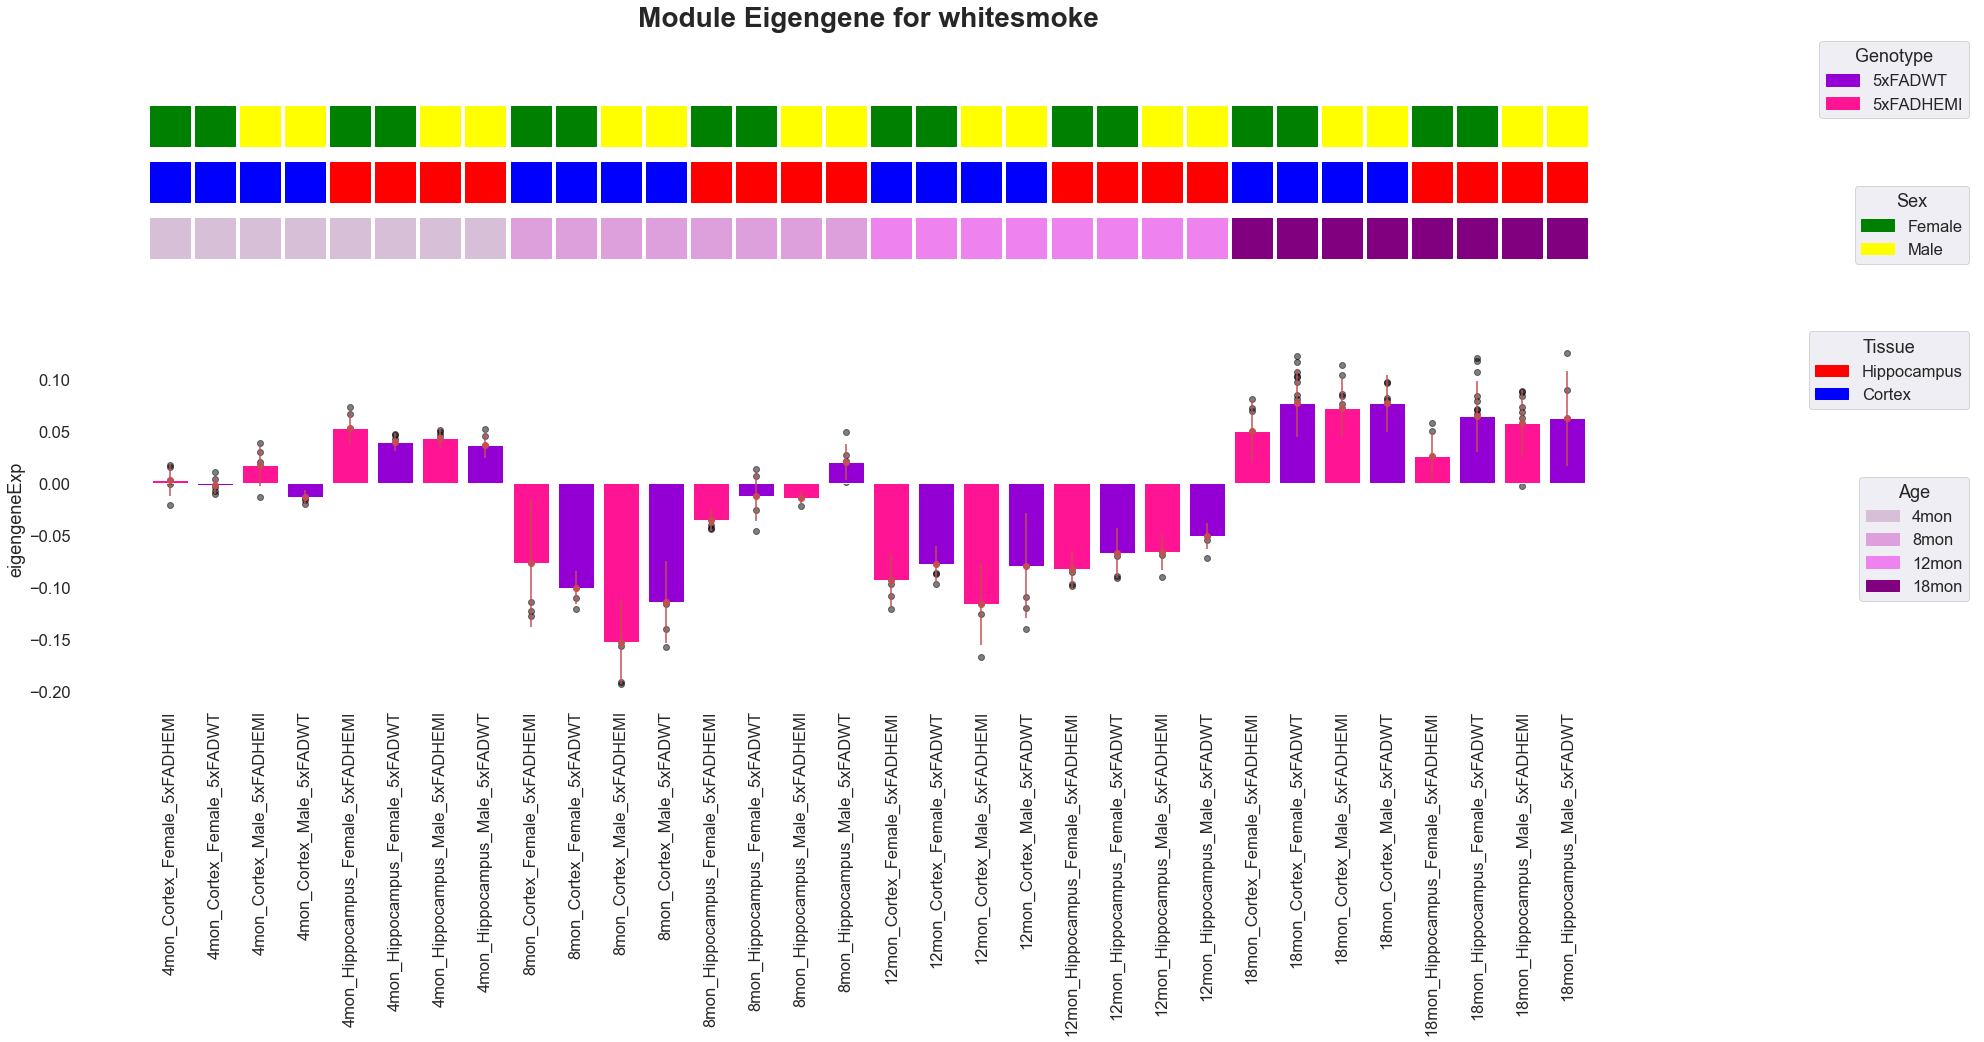 Module Eigengene for whitesmoke
Genotype
5xFADWT
5xFADHEMI
Sex
Female
Male
Tissue
Hippocampus
Cortex
Age
4mon
8mon
12mon
18mon
eigengeneExp
0.10
0.05
0.00
−0.05
−0.10
−0.15
−0.20
4mon_Cortex_Female_5xFADHEMI
4mon_Cortex_Female_5xFADWT
4mon_Cortex_Male_5xFADHEMI
4mon_Cortex_Male_5xFADWT
4mon_Hippocampus_Female_5xFADHEMI
4mon_Hippocampus_Female_5xFADWT
4mon_Hippocampus_Male_5xFADHEMI
4mon_Hippocampus_Male_5xFADWT
8mon_Cortex_Female_5xFADHEMI
8mon_Cortex_Female_5xFADWT
8mon_Cortex_Male_5xFADHEMI
8mon_Cortex_Male_5xFADWT
8mon_Hippocampus_Female_5xFADHEMI
8mon_Hippocampus_Female_5xFADWT
8mon_Hippocampus_Male_5xFADHEMI
8mon_Hippocampus_Male_5xFADWT
12mon_Cortex_Female_5xFADHEMI
12mon_Cortex_Female_5xFADWT
12mon_Cortex_Male_5xFADHEMI
12mon_Cortex_Male_5xFADWT
12mon_Hippocampus_Female_5xFADHEMI
12mon_Hippocampus_Female_5xFADWT
12mon_Hippocampus_Male_5xFADHEMI
12mon_Hippocampus_Male_5xFADWT
18mon_Cortex_Female_5xFADHEMI
18mon_Cortex_Female_5xFADWT
18mon_Cortex_Male_5xFADHEMI
18mon_Cortex_Male_5xFADWT
18mon_Hippocampus_Female_5xFADHEMI
18mon_Hippocampus_Female_5xFADWT
18mon_Hippocampus_Male_5xFADHEMI
18mon_Hippocampus_Male_5xFADWT